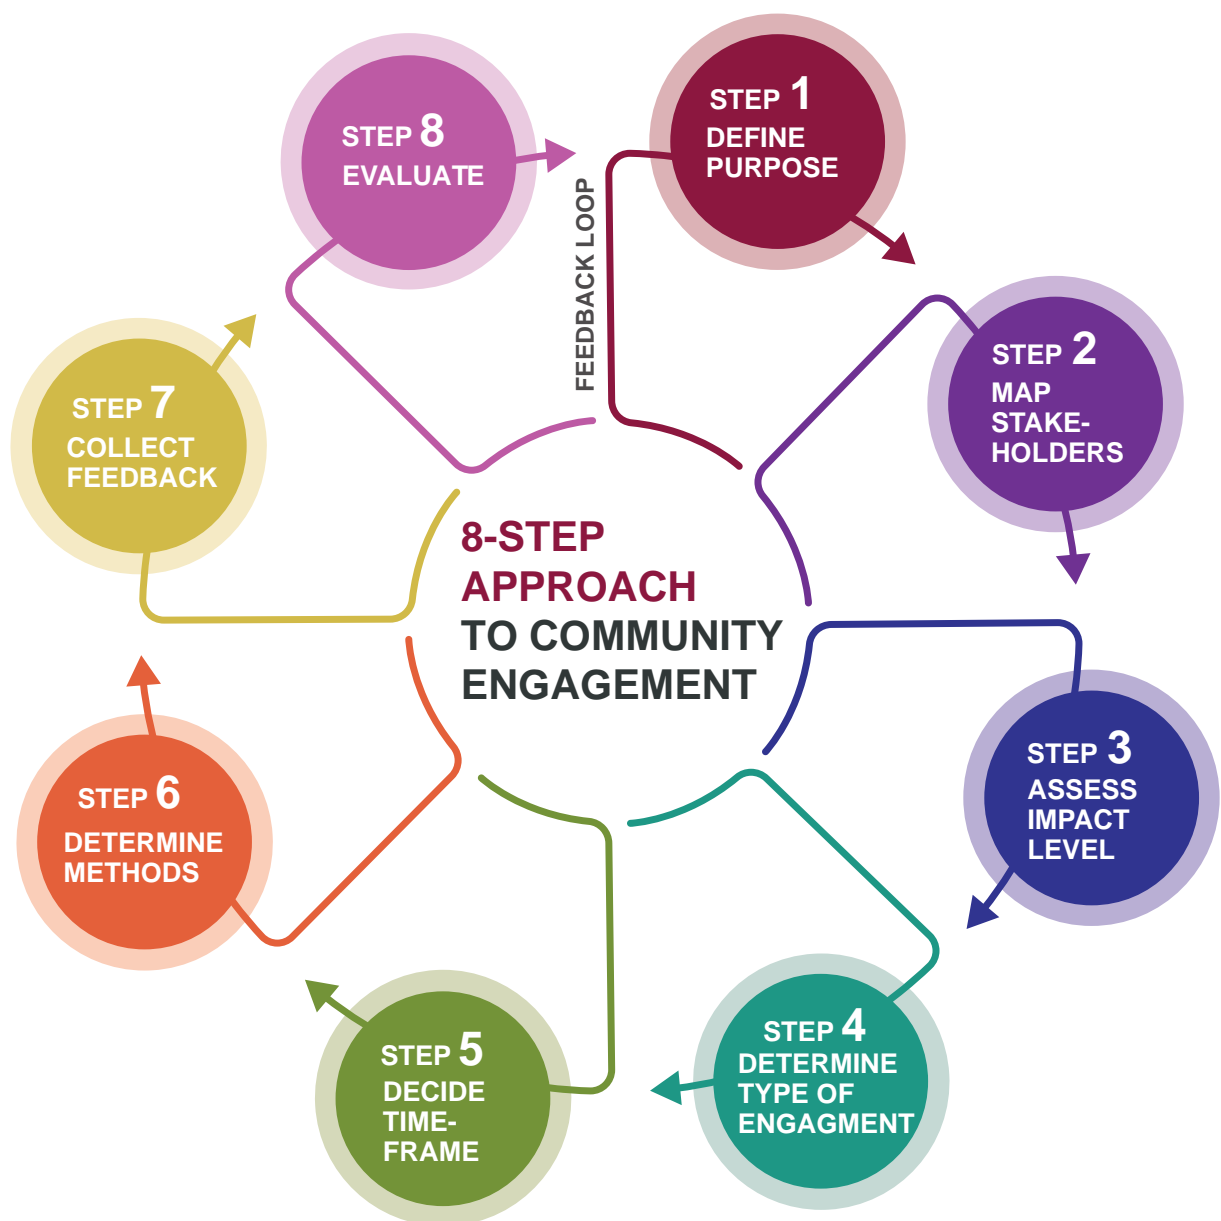 8-STEP
APPROACH
TO COMMUNITY
ENGAGEMENT
STEP 1
DEFINE
PURPOSE
STEP 2
MAP
STAKE-
HOLDERS
STEP 3
ASSESS
IMPACT
LEVEL
STEP 4
DETERMINE
TYPE OF
ENGAGMENT
STEP 5
DECIDE
TIME-
FRAME
STEP 6
DETERMINE
METHODS
STEP 7
COLLECT
FEEDBACK
STEP 8
EVALUATE
FEEDBACK LOOP